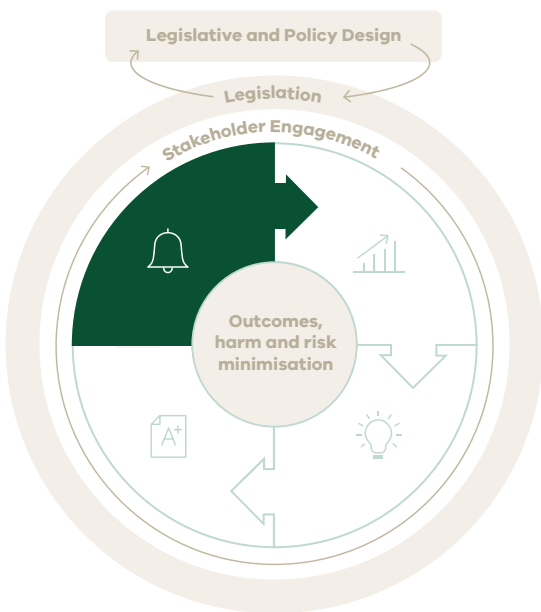 Legislative and Policy Design
Legislation
Stakeholder Engagement
Outcomes,
harm and risk
minimisation
A+